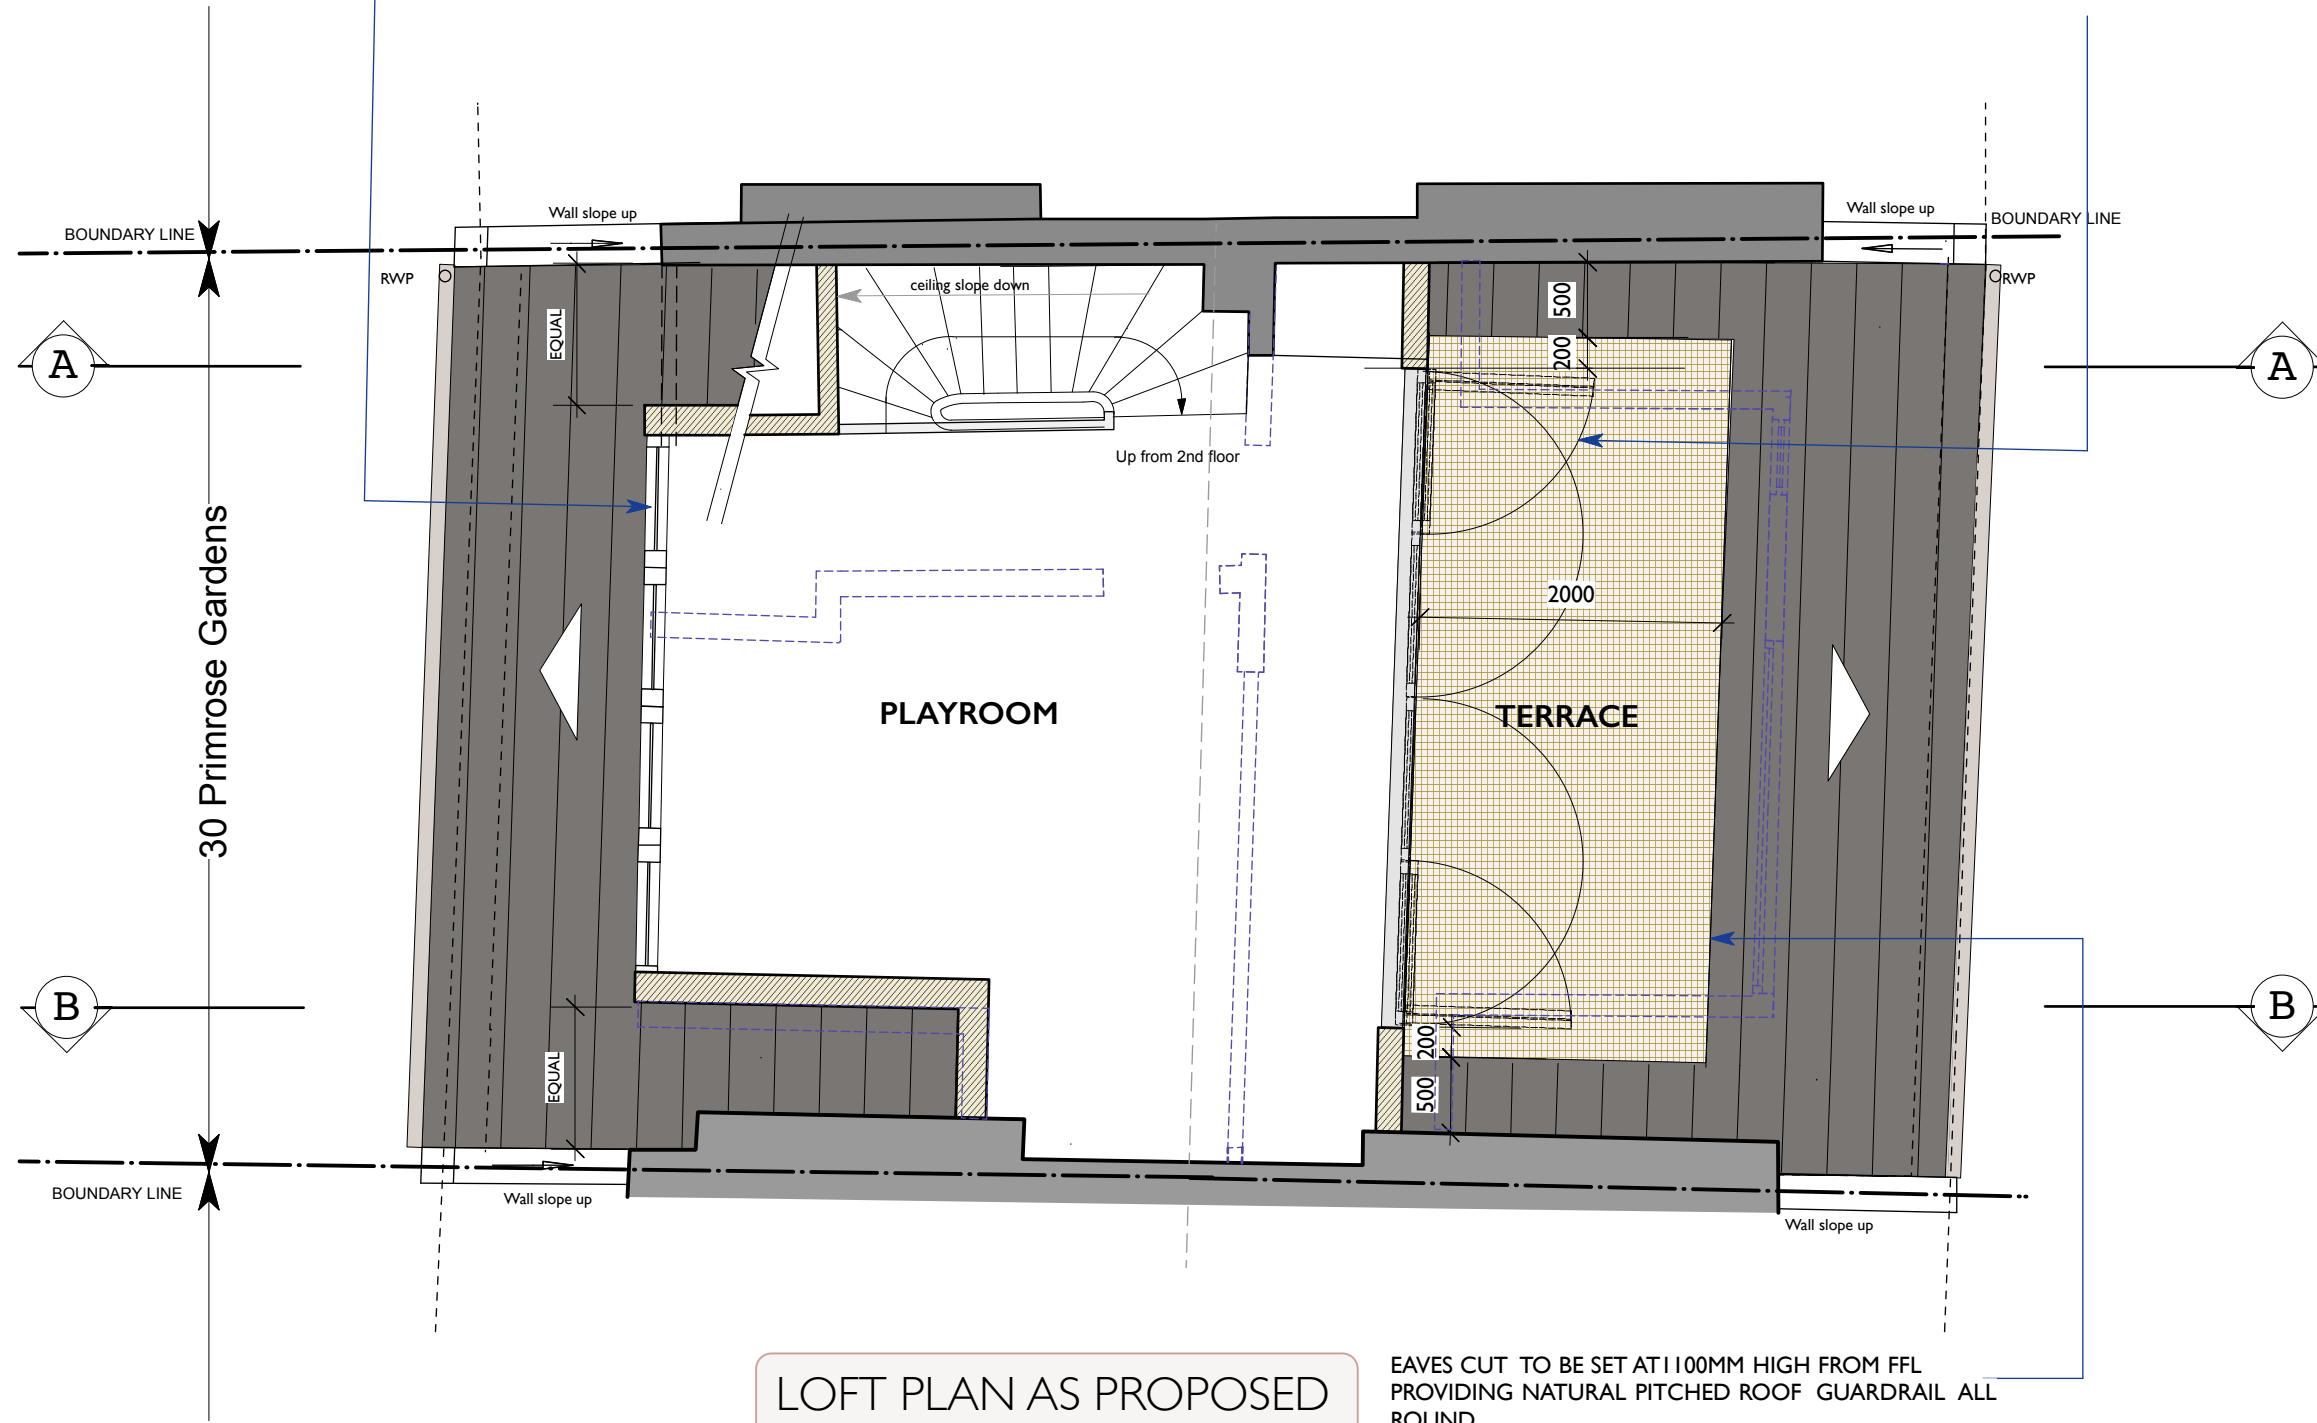 Wall slope up
Wall slope up
BOUNDARY LINE
BOUNDARY LINE
RWP
ceiling slope down
RWP
500
EQUAL
200
A
A
Up from 2nd floor
30 Primrose Gardens
2000
PLAYROOM
TERRACE
B
B
200
EQUAL
500
BOUNDARY LINE
Wall slope up
Wall slope up
LOFT PLAN AS PROPOSED
EAVES CUT TO BE SET AT1100MM HIGH FROM FFL
PROVIDING NATURAL PITCHED ROOF GUARDRAIL ALL
ROUND